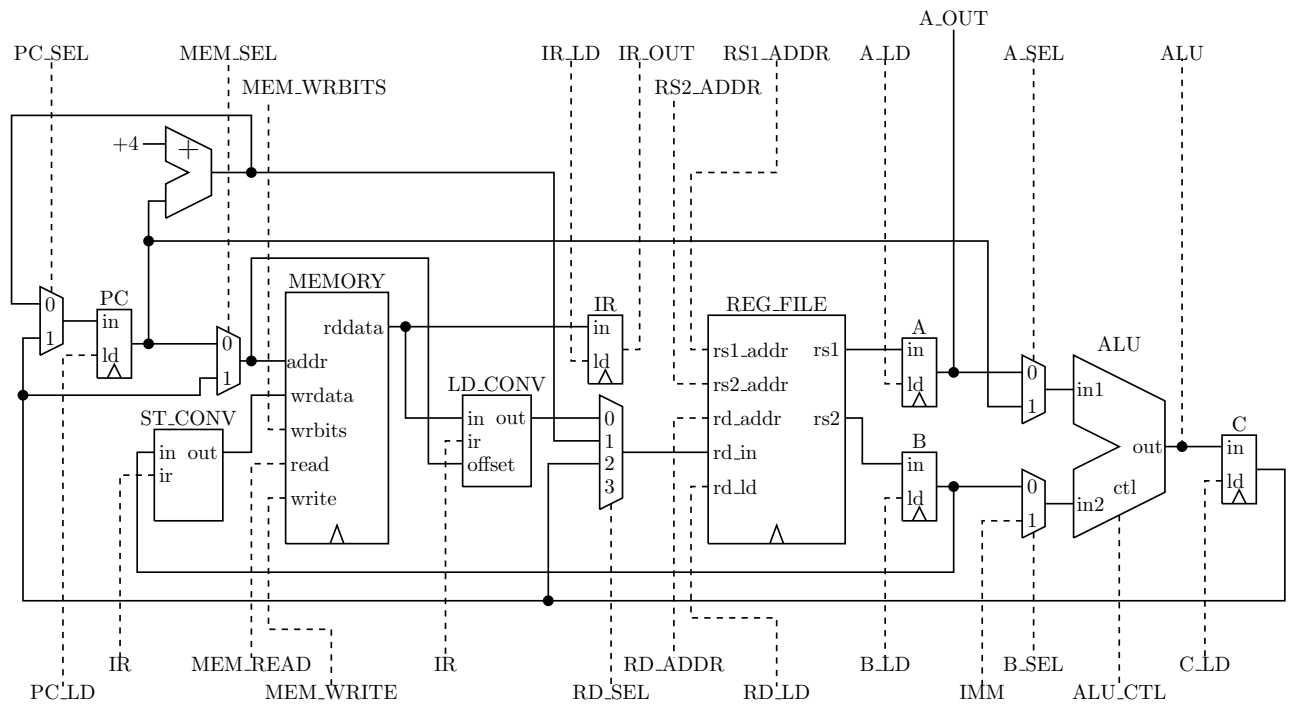 A_OUT
PC_SEL MEM_SEL IR_LD IR_OUT RS1_ADDR A_LD A_SEL ALU
MEM_WRBITS RS2_ADDR
+4 +
PC MEMORY IR REG_FILE
0 in rddata in
1 ld 0 ld rs1_addr rs1 A in ALU
addr 0
1 rs2_addr ld 1 in1
LD_CONV
wrdata
ST_CONV in out 0 rd_addr rs2 C
in out wrbits ir 1 B out in
ir read offset 2 rd_in in
3 rd_ld 0 ctl ld
write ld in2
1
IR MEM_READ IR RD_ADDR B_LD B_SEL C_LD
PC_LD MEM_WRITE RD_SEL RD_LD IMM ALU_CTL